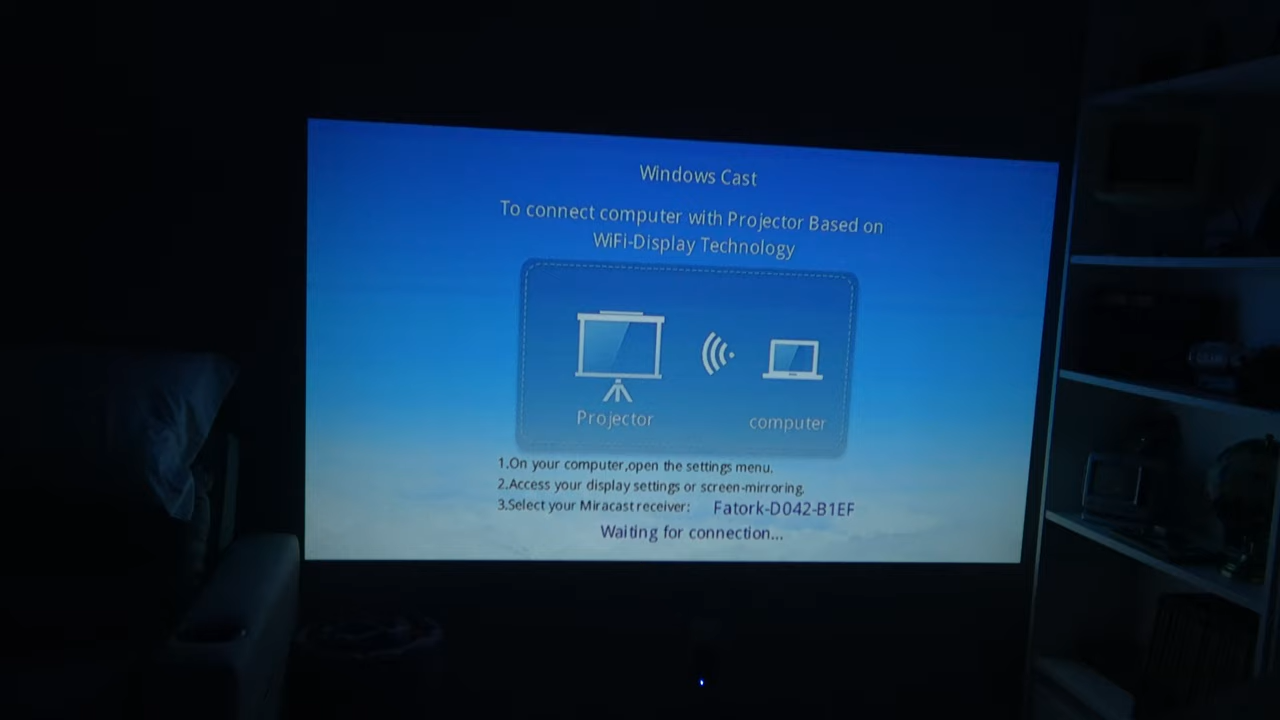 Windows Cast
To connect computer with Projector Based on
WiFi-Display Technology
Projector
computer
1.On your computer,open the settings menu.
2.Access your display settings or screen-mirroring.
3.Select your Miracast receiver: Fatork-D042-B1EF
Waiting for connection...